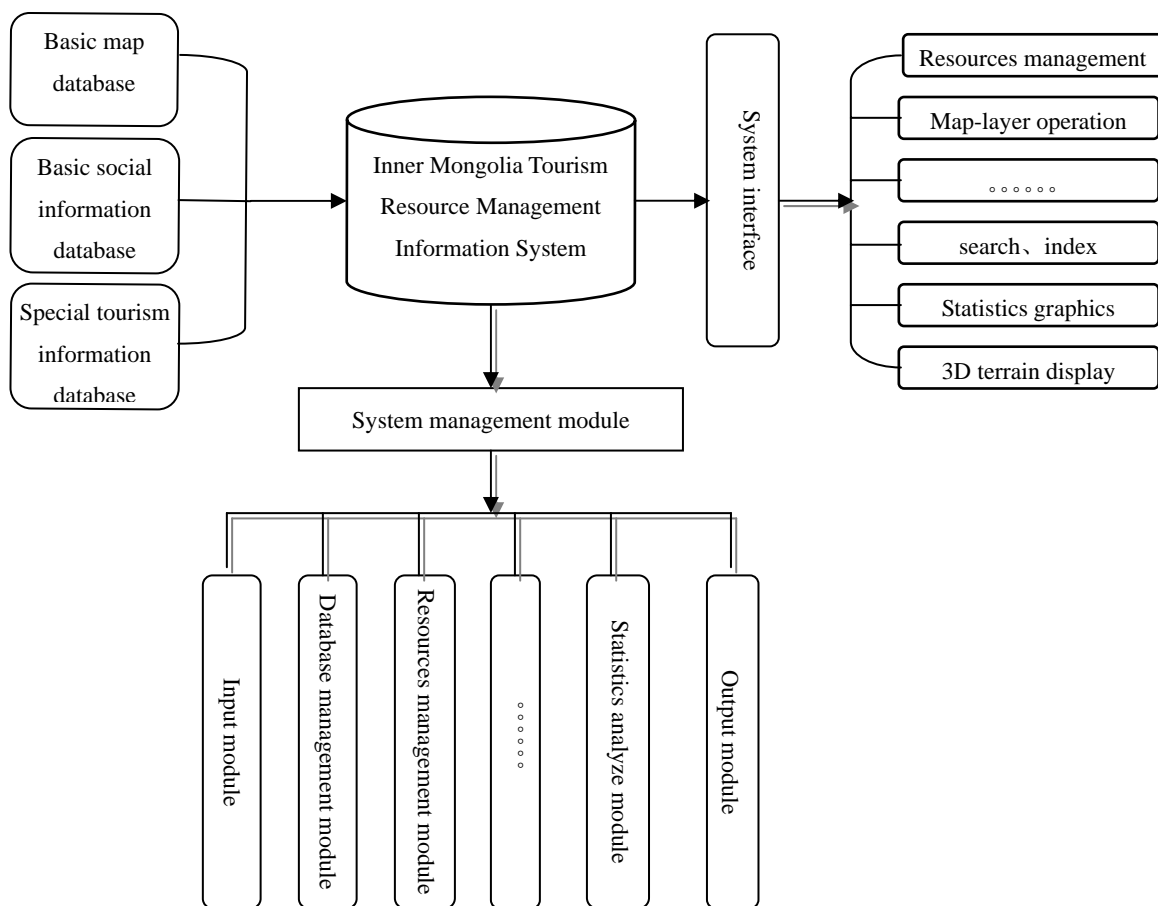 Basic map
database
Basic social
information
database
Special tourism
information
database
Inner Mongolia Tourism
Resource Management
Information System
System interface
Resources management
Map-layer operation
。。。。。。
search、index
Statistics graphics
3D terrain display
System management module
Input module
Database management module
Resources management module
。。。。。。
Statistics analyze module
Output module